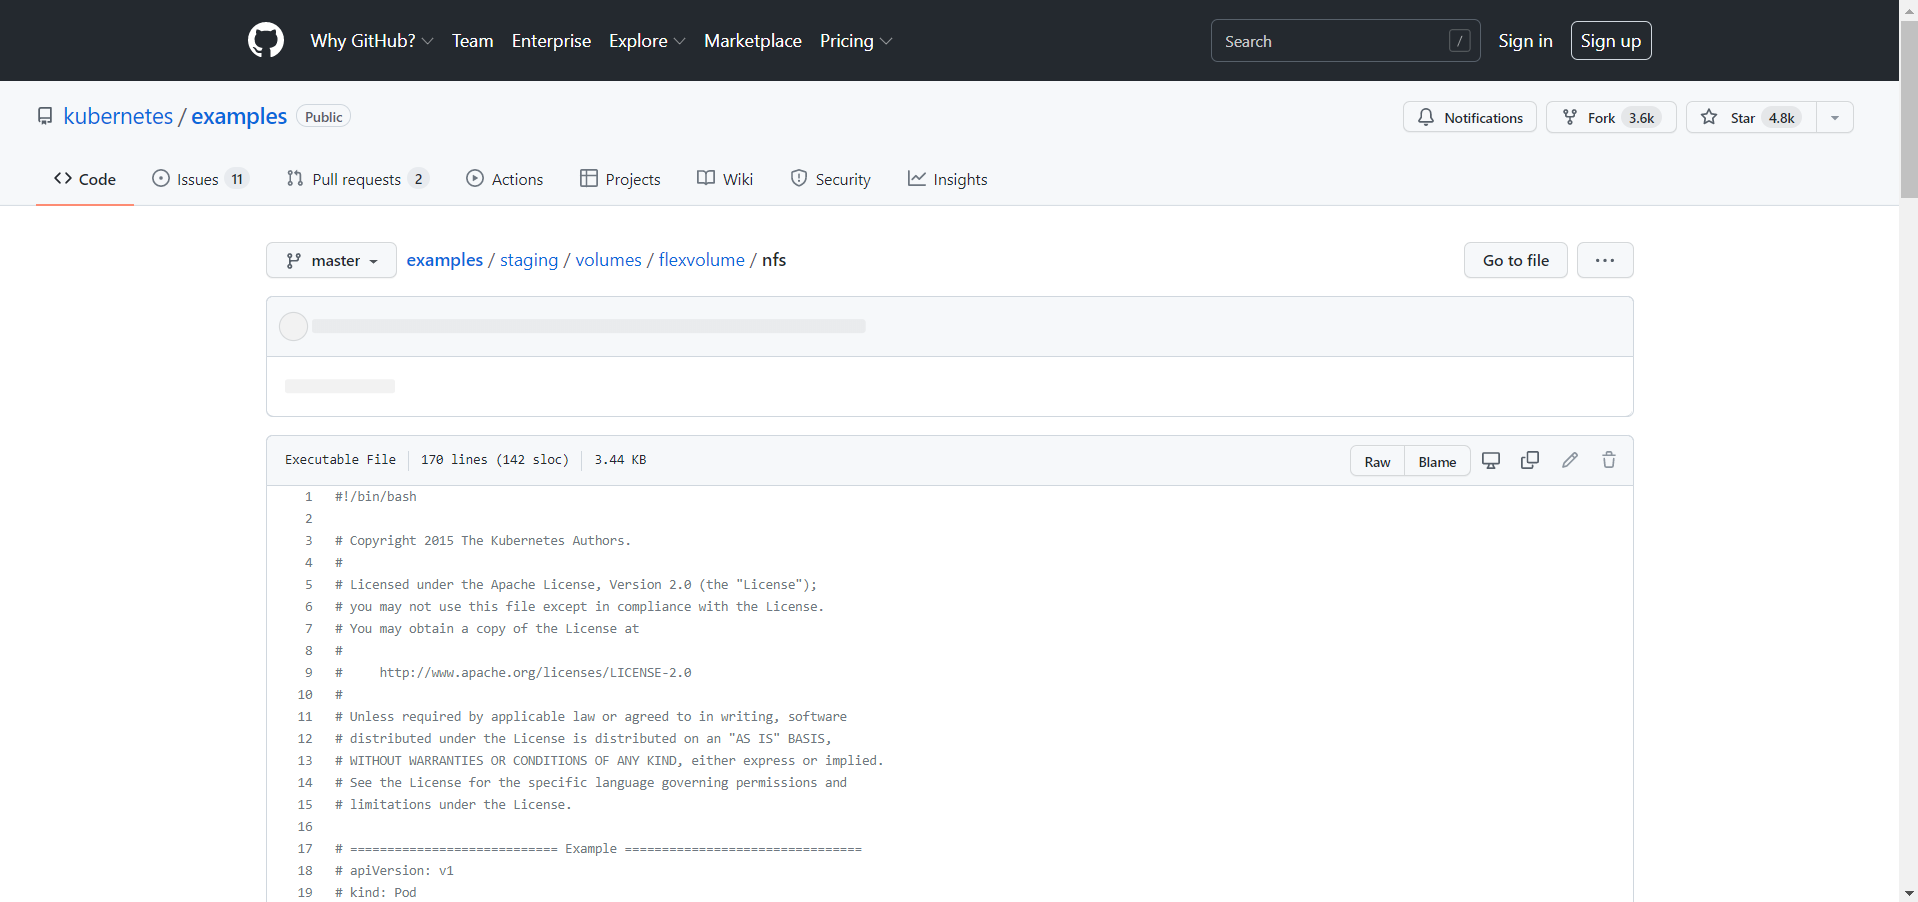 Why GitHub? Team Enterprise Explore Marketplace Pricing Search / Sign in Sign up
kubernetes / examples Public Notifications Fork 3.6k Star 4.8k
Code Issues 11 Pull requests 2 Actions Projects Wiki Security Insights
master examples / staging / volumes / flexvolume / nfs Go to file ...
Executable File 170 lines (142 sloc) 3.44 KB Raw Blame
1 #!/bin/bash
2
3 # Copyright 2015 The Kubernetes Authors.
4 #
5 # Licensed under the Apache License, Version 2.0 (the "License");
6 # you may not use this file except in compliance with the License.
7 # You may obtain a copy of the License at
8 #
9 #     http://www.apache.org/licenses/LICENSE-2.0
10 #
11 # Unless required by applicable law or agreed to in writing, software
12 # distributed under the License is distributed on an "AS IS" BASIS,
13 # WITHOUT WARRANTIES OR CONDITIONS OF ANY KIND, either express or implied.
14 # See the License for the specific language governing permissions and
15 # limitations under the License.
16
17 # ============================ Example ================================
18 # apiVersion: v1
19 # kind: Pod